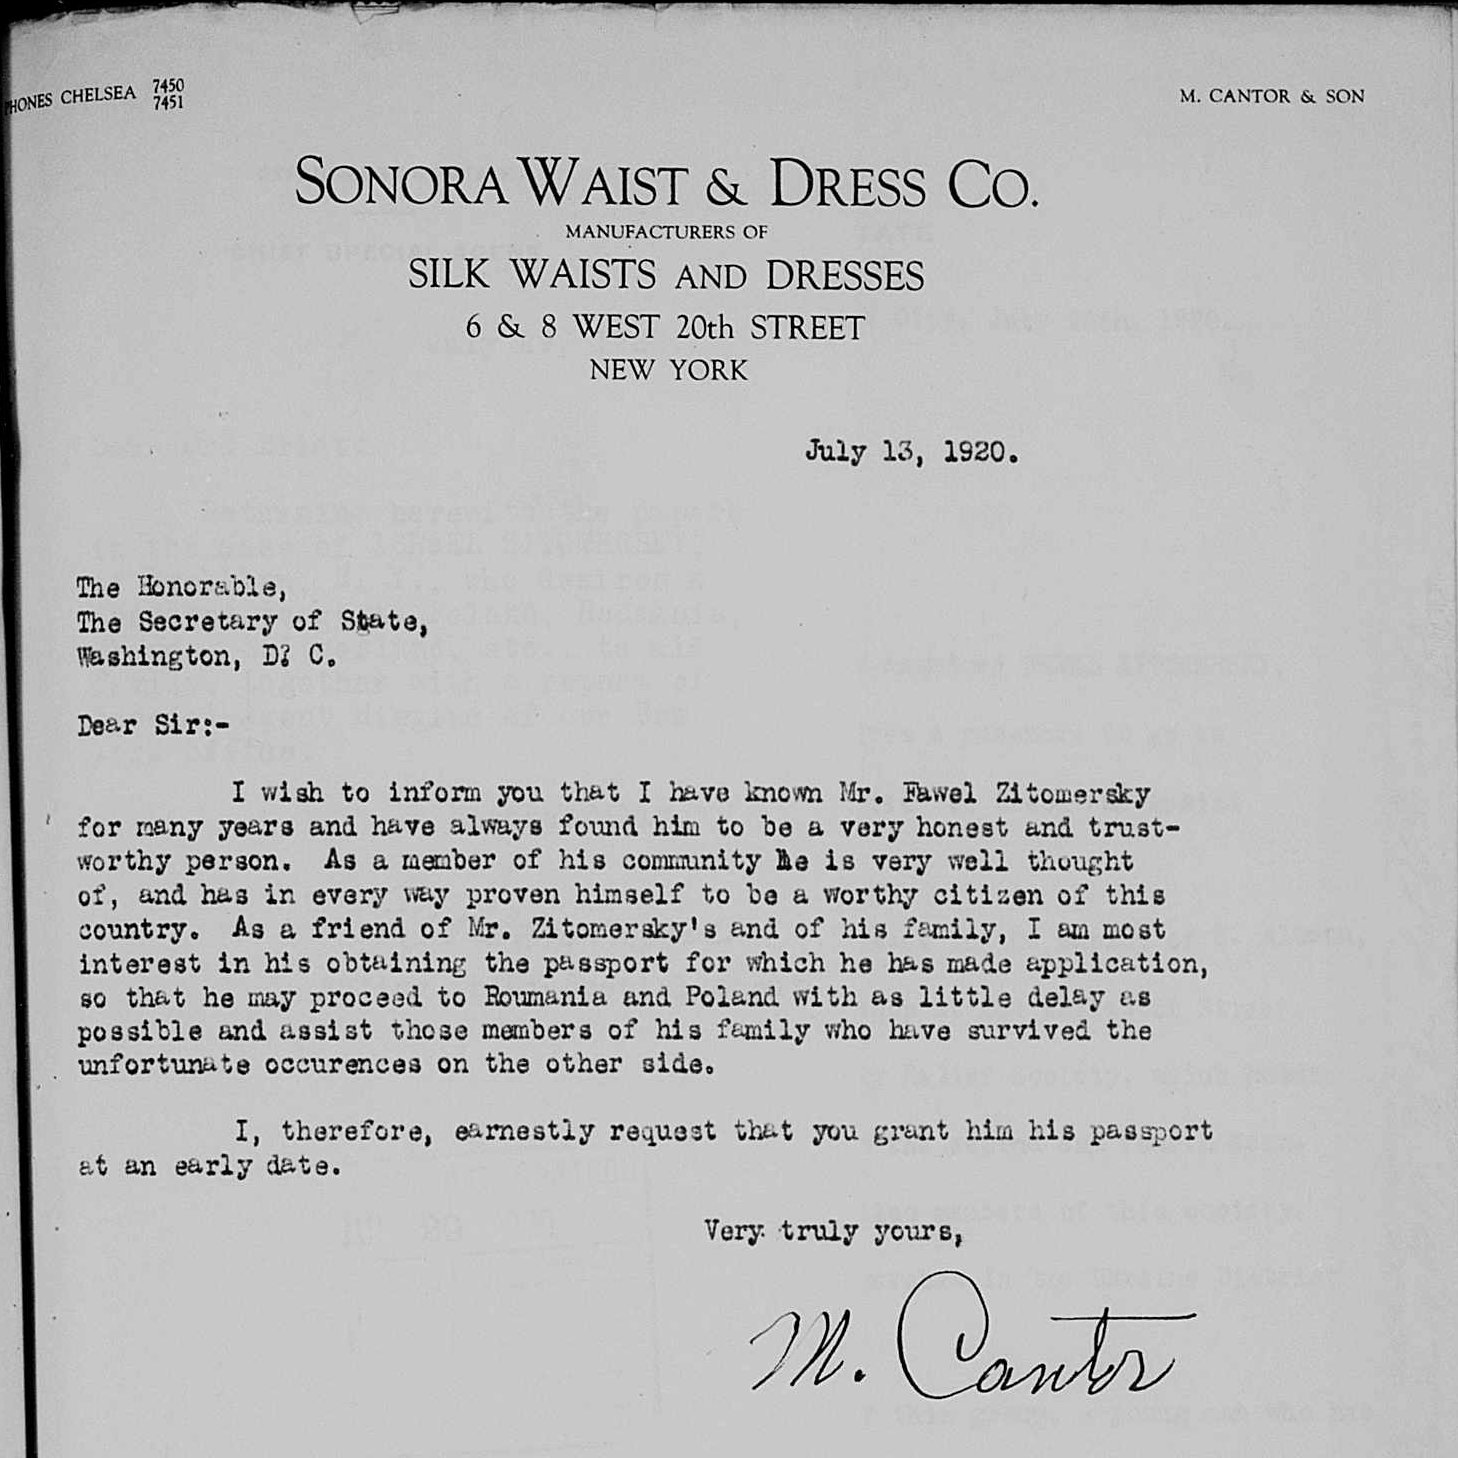 PHONES CHELSEA 7450
7451
M. CANTOR & SON
SONORA WAIST & DRESS CO.
MANUFACTURERS OF
SILK WAISTS AND DRESSES
6 & 8 WEST 20th STREET
NEW YORK
July 13, 1920.
The Honorable,
The Secretary of State,
Washington, D? C.
Dear Sir:-
I wish to inform you that I have known Mr. Fawel Zitomersky
for many years and have always found him to be a very honest and trust-
worthy person. As a member of his community he is very well thought
of, and has in every way proven himself to be a worthy citizen of this
country. As a friend of Mr. Zitomersky's and of his family, I am most
interest in his obtaining the passport for which he has made application,
so that he may proceed to Roumania and Poland with as little delay as
possible and assist those members of his family who have survived the
unfortunate occurences on the other side.
I, therefore, earnestly request that you grant him his passport
at an early date.
Very truly yours,
M. Cantor